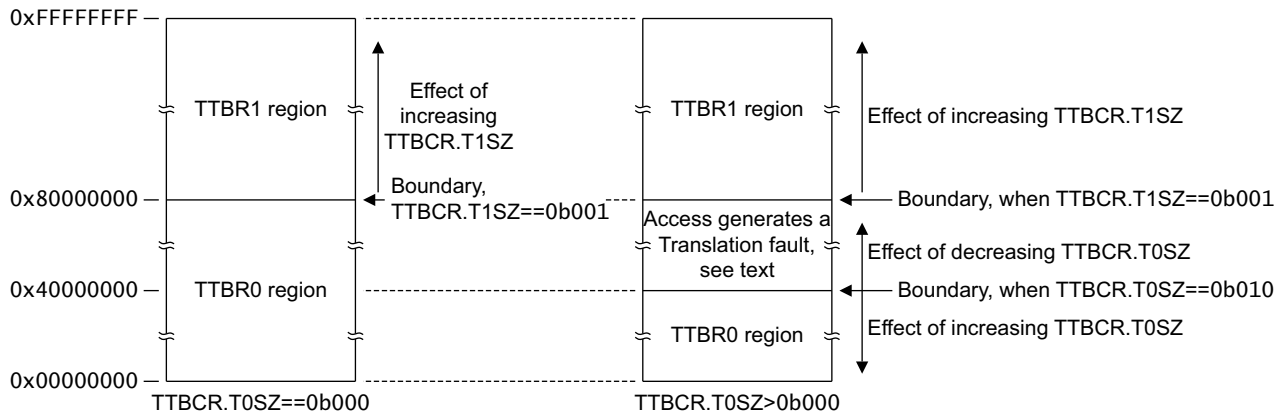 0xFFFFFFFF
TTBR1 region
Effect of
increasing
TTBCR.T1SZ
TTBR1 region
Effect of increasing TTBCR.T1SZ
0x80000000
Boundary,
TTBCR.T1SZ==0b001
Boundary, when TTBCR.T1SZ==0b001
Access generates a
Translation fault,
see text
Effect of decreasing TTBCR.T0SZ
0x40000000
TTBR0 region
Boundary, when TTBCR.T0SZ==0b010
TTBR0 region
Effect of increasing TTBCR.T0SZ
0x00000000
TTBCR.T0SZ==0b000
TTBCR.T0SZ>0b000